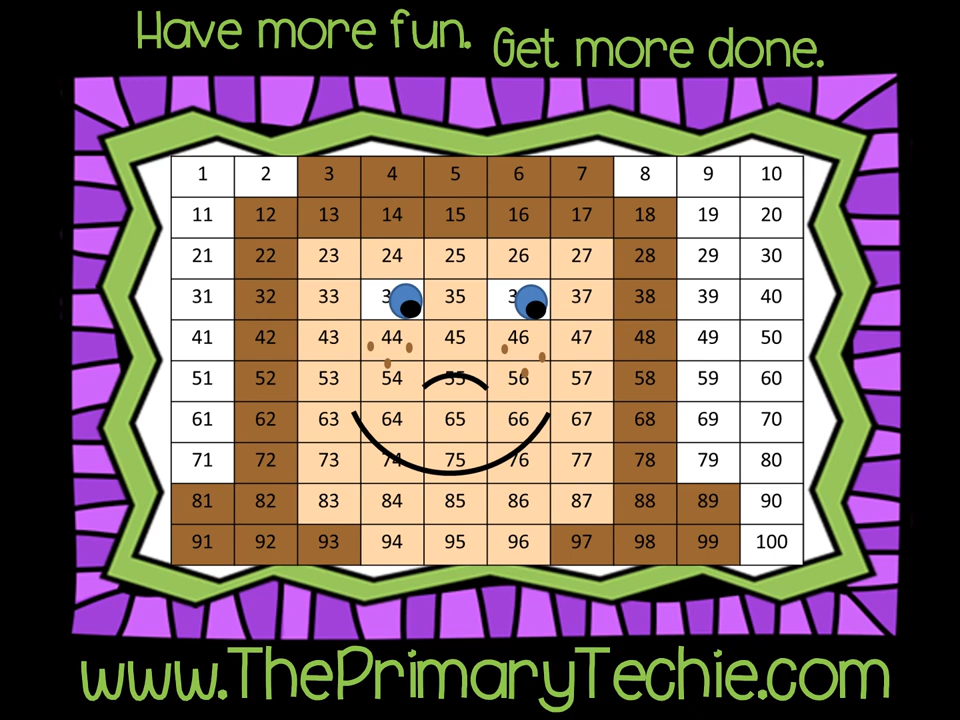 Have more fun. Get more done.
1 2 3 4 5 6 7 8 9 10
11 12 13 14 15 16 17 18 19 20
21 22 23 24 25 26 27 28 29 30
31 32 33 35 37 38 39 40
41 42 43 44 45 46 47 48 49 50
51 52 53 54 55 56 57 58 59 60
61 62 63 64 65 66 67 68 69 70
71 72 73 74 75 76 77 78 79 80
81 82 83 84 85 86 87 88 89 90
91 92 93 94 95 96 97 98 99 100
www.ThePrimaryTechie.com